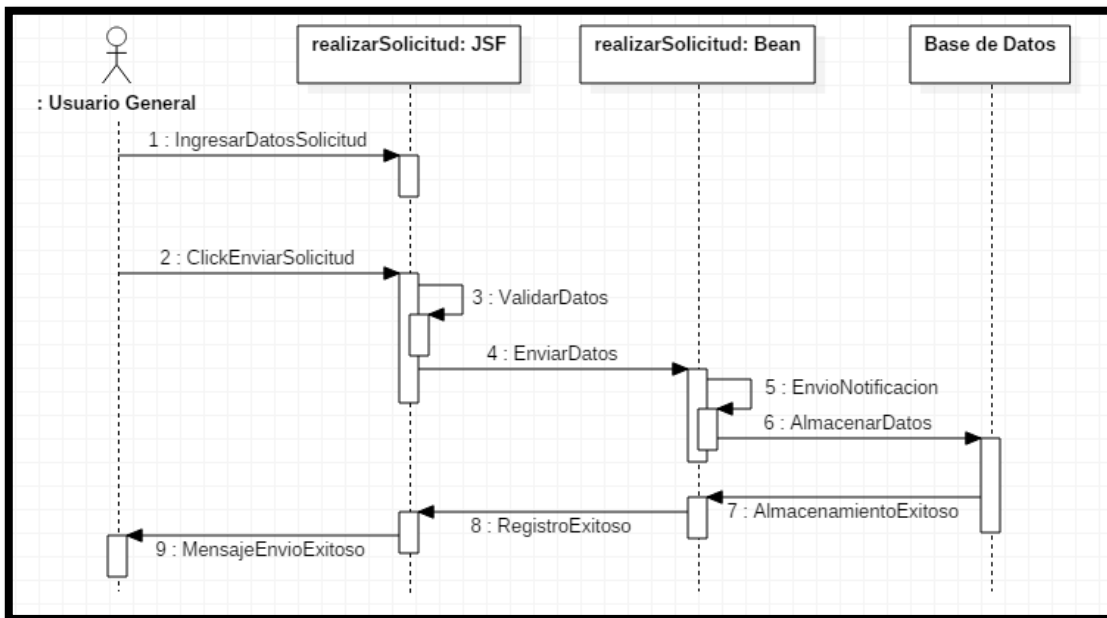 realizarSolicitud: JSF
realizarSolicitud: Bean
Base de Datos
: Usuario General
1 : IngresarDatosSolicitud
2 : ClickEnviarSolicitud
3 : ValidarDatos
4 : EnviarDatos
5 : EnvioNotificacion
6 : AlmacenarDatos
7 : AlmacenamientoExitoso
8 : RegistroExitoso
9 : MensajeEnvioExitoso